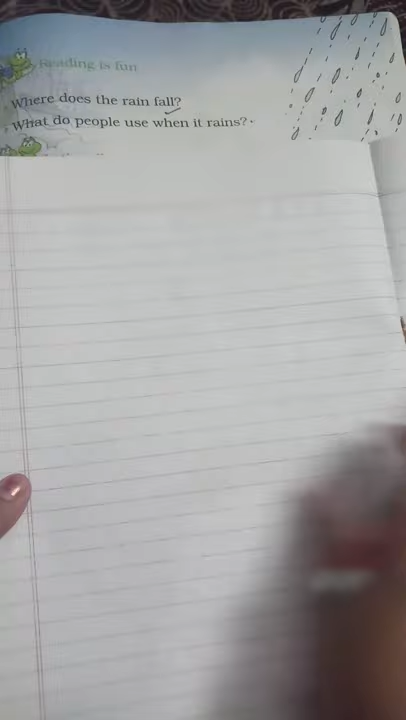 Reading is fun
Where does the rain fall?
What do people use when it rains?